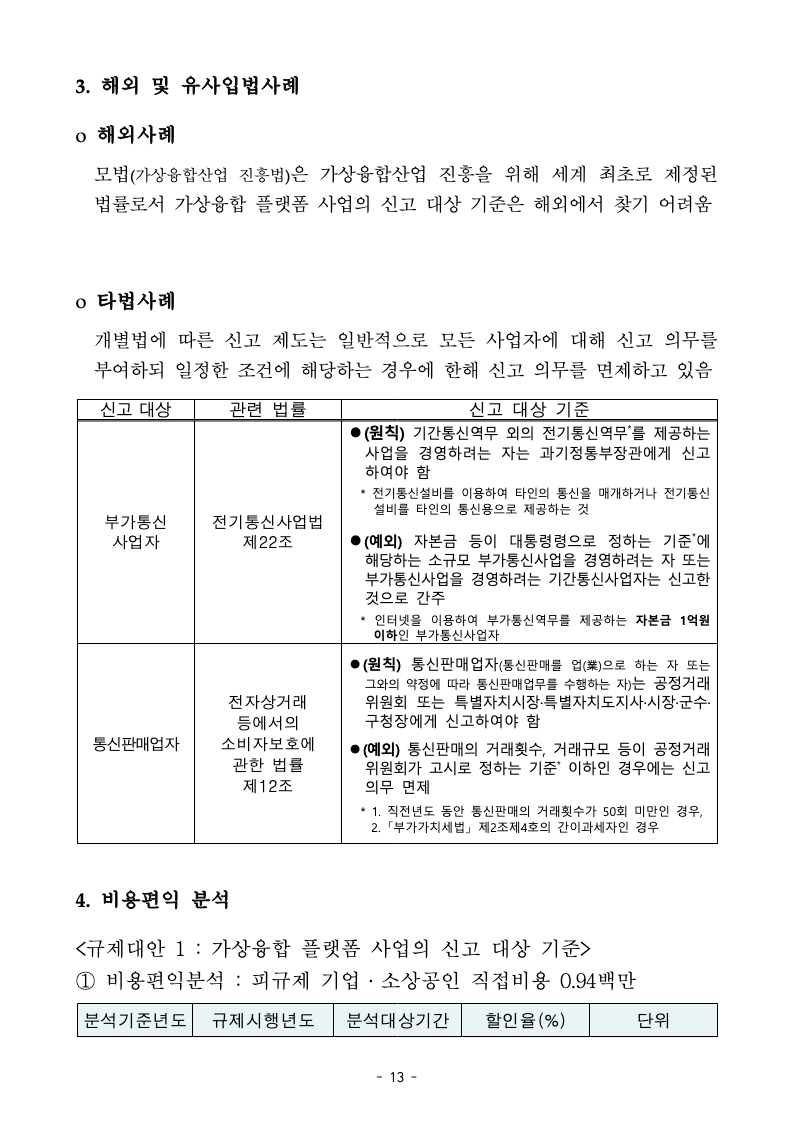 3. 해외 및 유사입법사례
o 해외사례
모법(가상융합산업 진흥법)은 가상융합산업 진흥을 위해 세계 최초로 제정된
법률로서 가상융합 플랫폼 사업의 신고 대상 기준은 해외에서 찾기 어려움
o 타법사례
개별법에 따른 신고 제도는 일반적으로 모든 사업자에 대해 신고 의무를
부여하되 일정한 조건에 해당하는 경우에 한해 신고 의무를 면제하고 있음
신고 대상 관련 법률 신고 대상 기준
부가통신
사업자
전기통신사업법
제22조
●(원칙) 기간통신역무 외의 전기통신역무*를 제공하는
사업을 경영하려는 자는 과기정통부장관에게 신고
하여야 함
* 전기통신설비를 이용하여 타인의 통신을 매개하거나 전기통신
설비를 타인의 통신용으로 제공하는 것
●(예외) 자본금 등이 대통령령으로 정하는 기준*에
해당하는 소규모 부가통신사업을 경영하려는 자 또는
부가통신사업을 경영하려는 기간통신사업자는 신고한
것으로 간주
* 인터넷을 이용하여 부가통신역무를 제공하는 자본금 1억원
이하인 부가통신사업자
통신판매업자
전자상거래
등에서의
소비자보호에
관한 법률
제12조
●(원칙) 통신판매업자(통신판매를 업(業)으로 하는 자 또는
그와의 약정에 따라 통신판매업무를 수행하는 자)는 공정거래
위원회 또는 특별자치시장·특별자치도지사·시장·군수·
구청장에게 신고하여야 함
●(예외) 통신판매의 거래횟수, 거래규모 등이 공정거래
위원회가 고시로 정하는 기준* 이하인 경우에는 신고
의무 면제
* 1. 직전년도 동안 통신판매의 거래횟수가 50회 미만인 경우,
2.「부가가치세법」제2조제4호의 간이과세자인 경우
4. 비용편익 분석
<규제대안 1 : 가상융합 플랫폼 사업의 신고 대상 기준>
① 비용편익분석 : 피규제 기업·소상공인 직접비용 0.94백만
분석기준년도 규제시행년도 분석대상기간 할인율(%) 단위
- 13 -